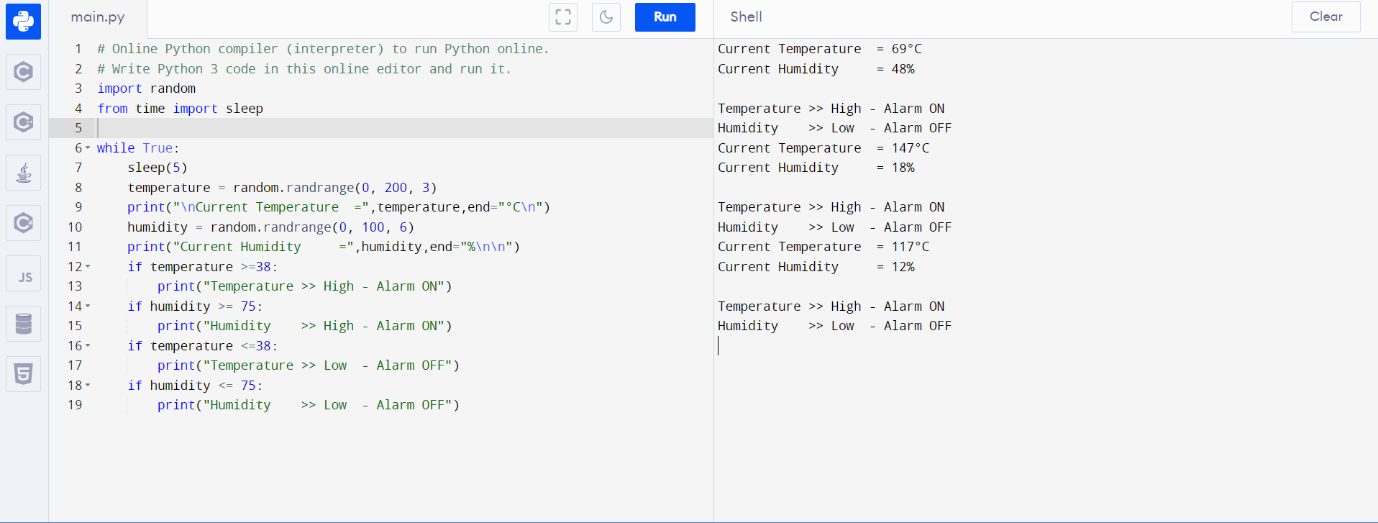 main.py
Run
Shell
Clear
JS
1 # Online Python compiler (interpreter) to run Python online.
2 # Write Python 3 code in this online editor and run it.
3 import random
4 from time import sleep
5
6 while True:
7     sleep(5)
8     temperature = random.randrange(0, 200, 3)
9     print("\nCurrent Temperature  =",temperature,end="°C\n")
10     humidity = random.randrange(0, 100, 6)
11     print("Current Humidity     =",humidity,end="%\n\n")
12     if temperature >=38:
13         print("Temperature >> High - Alarm ON")
14     if humidity >= 75:
15         print("Humidity    >> High - Alarm ON")
16     if temperature <=38:
17         print("Temperature >> Low  - Alarm OFF")
18     if humidity <= 75:
19         print("Humidity    >> Low  - Alarm OFF")
Current Temperature  = 69°C
Current Humidity     = 48%
Temperature >> High - Alarm ON
Humidity    >> Low  - Alarm OFF
Current Temperature  = 147°C
Current Humidity     = 18%
Temperature >> High - Alarm ON
Humidity    >> Low  - Alarm OFF
Current Temperature  = 117°C
Current Humidity     = 12%
Temperature >> High - Alarm ON
Humidity    >> Low  - Alarm OFF